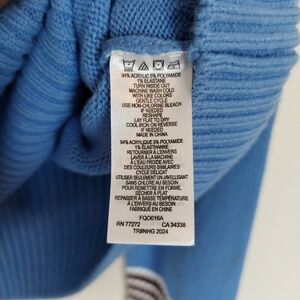 94% ACRYLIC 5% POLYAMIDE
1% ELASTANE
TURN INSIDE OUT
MACHINE WASH COLD
WITH LIKE COLORS
GENTLE CYCLE
USE NON-CHLORINE BLEACH
IF NEEDED
RESHAPE
LAY FLAT TO DRY
COOL IRON ON REVERSE
IF NEEDED
MADE IN CHINA
94% ACRYLIQUE 5% POLYAMIDE
1% ÉLASTHANNE
RETOURNER À L'ENVERS
LAVER À LA MACHINE
À L'EAU FROIDE AVEC
DES COULEURS SIMILAIRES
CYCLE DÉLICAT
UTILISER UN JAVELLISANT
SANS CHLORE AU BESOIN
POUR REMETTRE EN FORME,
SÉCHER À PLAT
REPASSER À BASSE TEMPÉRATURE
À L'ENVERS AU BESOIN
FABRIQUÉ EN CHINE
FQO016A
RN 77272 CA 34338
TRIINHG 2024